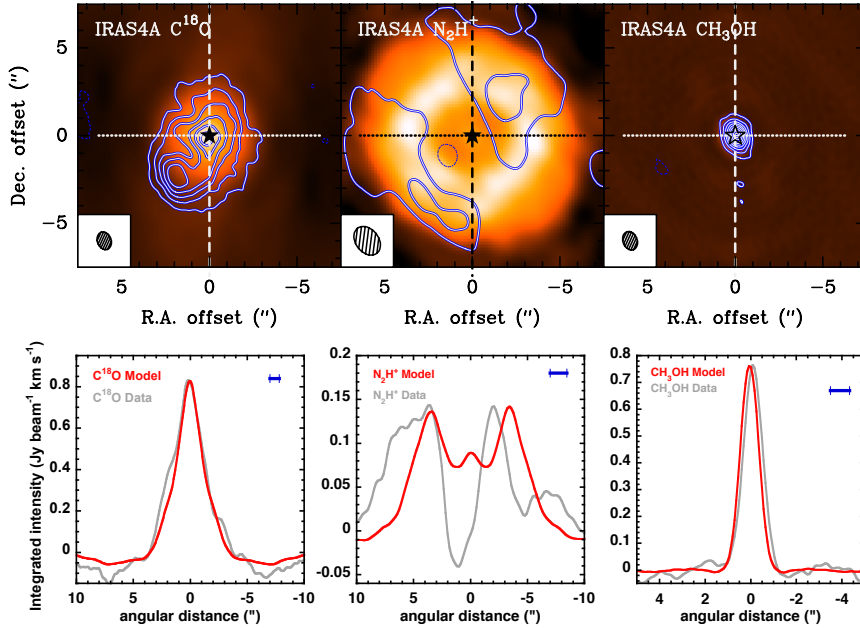 IRAS4A C¹⁸O
IRAS4A N₂H⁺
IRAS4A CH₃OH
Dec. offset (″)
5
0
−5
5 0 −5
5 0 −5
5 0 −5
R.A. offset (″)
R.A. offset (″)
R.A. offset (″)
Integrated intensity (Jy beam⁻¹ km s⁻¹)
C¹⁸O Model
C¹⁸O Data
0.8
0.6
0.4
0.2
0
10 5 0 -5 -10
angular distance (")
N₂H⁺ Model
N₂H⁺ Data
0.2
0.15
0.1
0.05
0
-0.05
10 5 0 -5 -10
angular distance (")
CH₃OH Model
CH₃OH Data
0.8
0.7
0.6
0.5
0.4
0.3
0.2
0.1
0
4 2 0 -2 -4
angular distance (")